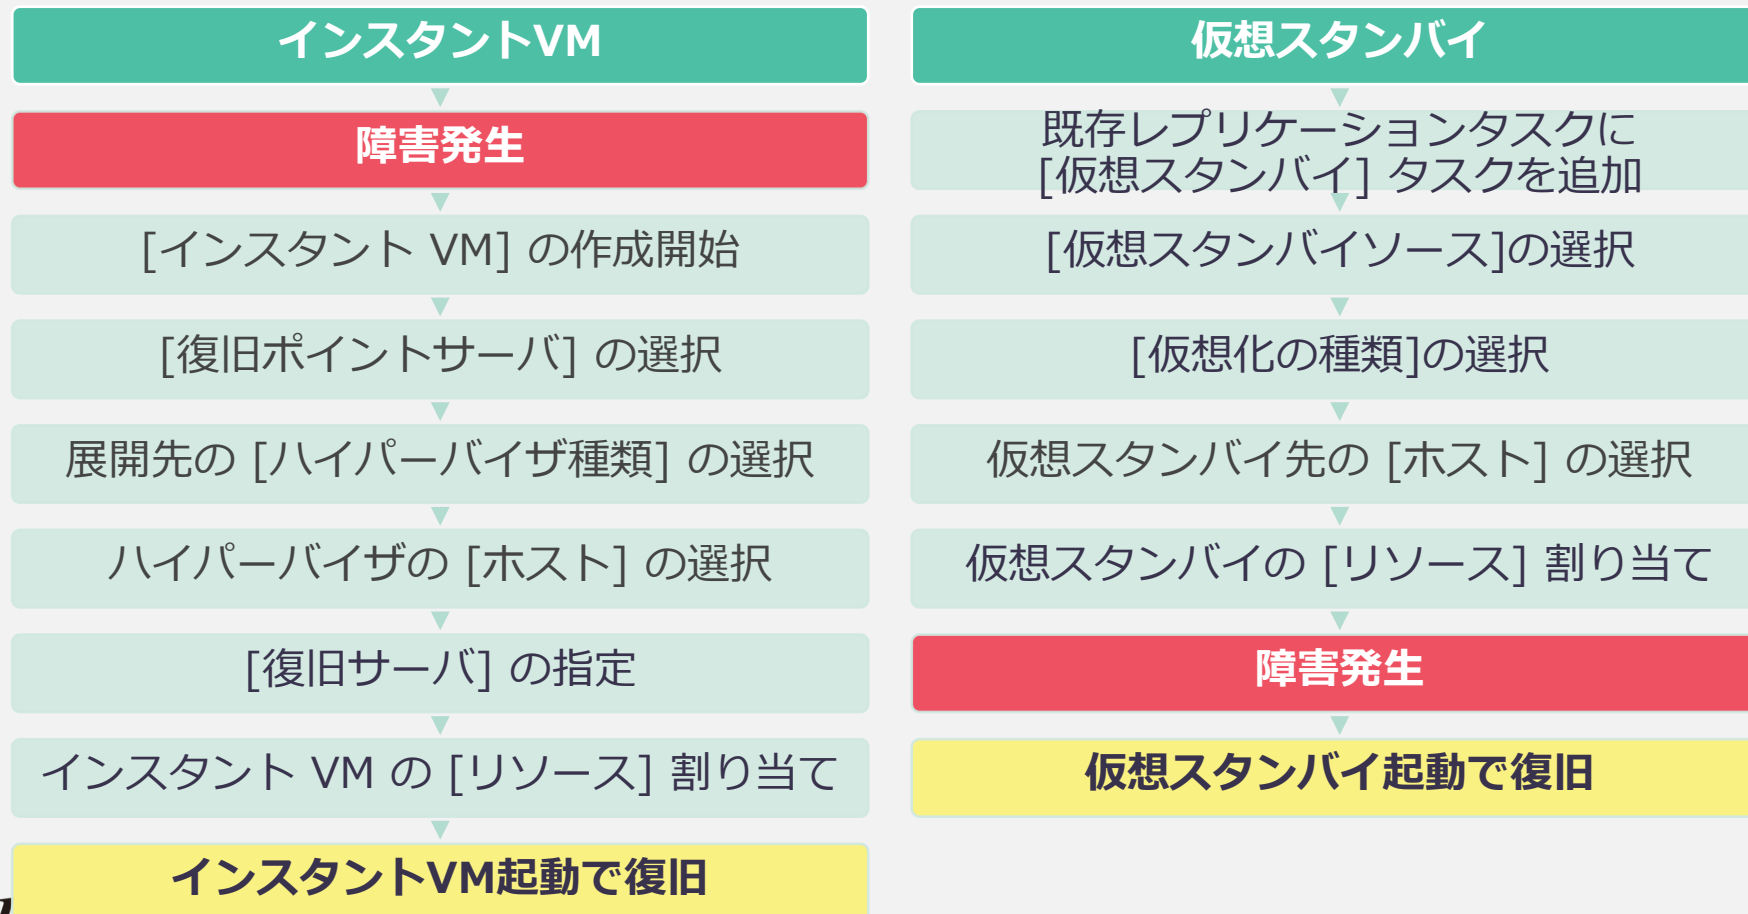 インスタントVM
障害発生
[インスタント VM] の作成開始
[復旧ポイントサーバ] の選択
展開先の [ハイパーバイザ種類] の選択
ハイパーバイザの [ホスト] の選択
[復旧サーバ] の指定
インスタント VM の [リソース] 割り当て
インスタントVM起動で復旧
仮想スタンバイ
既存レプリケーションタスクに
[仮想スタンバイ] タスクを追加
[仮想スタンバイソース]の選択
[仮想化の種類]の選択
仮想スタンバイ先の [ホスト] の選択
仮想スタンバイの [リソース] 割り当て
障害発生
仮想スタンバイ起動で復旧